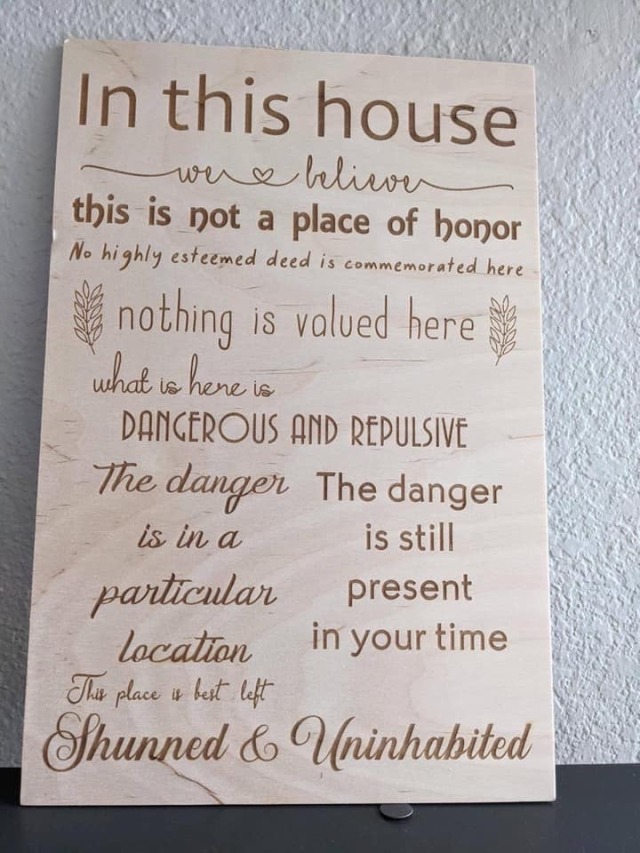 In this house
we believe
this is not a place of honor
No highly esteemed deed is commemorated here
nothing is valued here
what is here is
DANGEROUS AND REPULSIVE
The danger
is in a
particular
location
The danger
is still
present
in your time
This place is best left
Shunned & Uninhabited